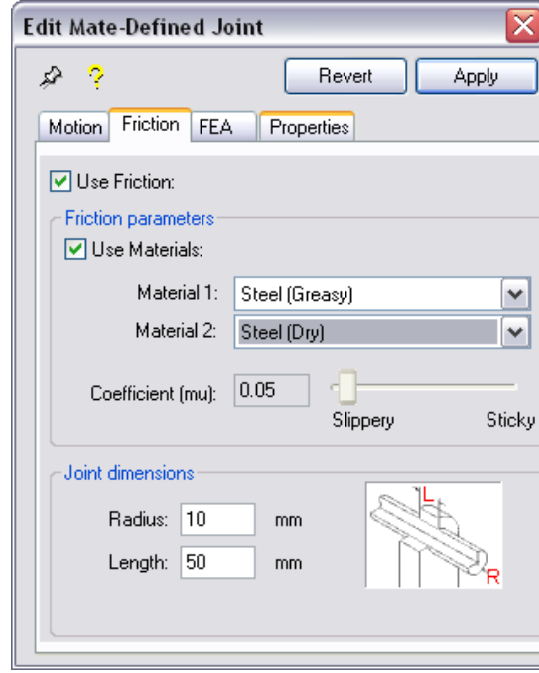 Edit Mate-Defined Joint
? Revert Apply
Motion Friction FEA Properties
Use Friction:
Friction parameters
Use Materials:
Material 1: Steel (Greasy)
Material 2: Steel (Dry)
Coefficient (mu): 0.05
Slippery Sticky
Joint dimensions
Radius: 10 mm
Length: 50 mm
L
R